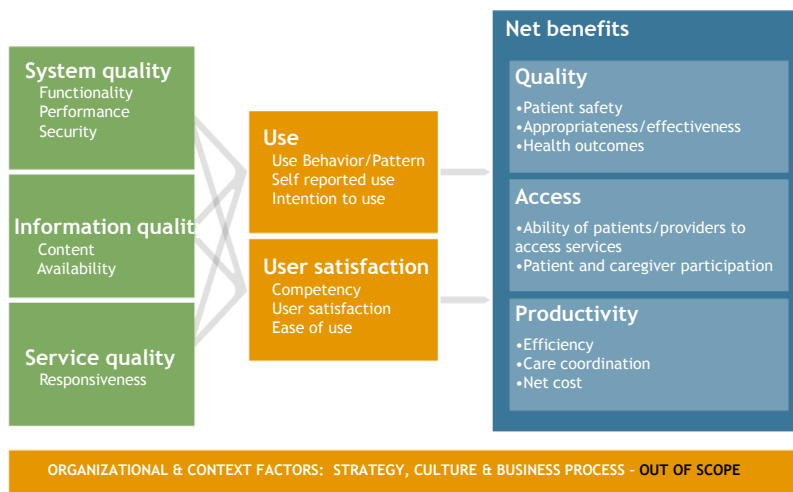 System quality
Functionality
Performance
Security
Information quality
Content
Availability
Service quality
Responsiveness
Use
Use Behavior/Pattern
Self reported use
Intention to use
User satisfaction
Competency
User satisfaction
Ease of use
Net benefits
Quality
•Patient safety
•Appropriateness/effectiveness
•Health outcomes
Access
•Ability of patients/providers to
access services
•Patient and caregiver participation
Productivity
•Efficiency
•Care coordination
•Net cost
ORGANIZATIONAL & CONTEXT FACTORS: STRATEGY, CULTURE & BUSINESS PROCESS - OUT OF SCOPE